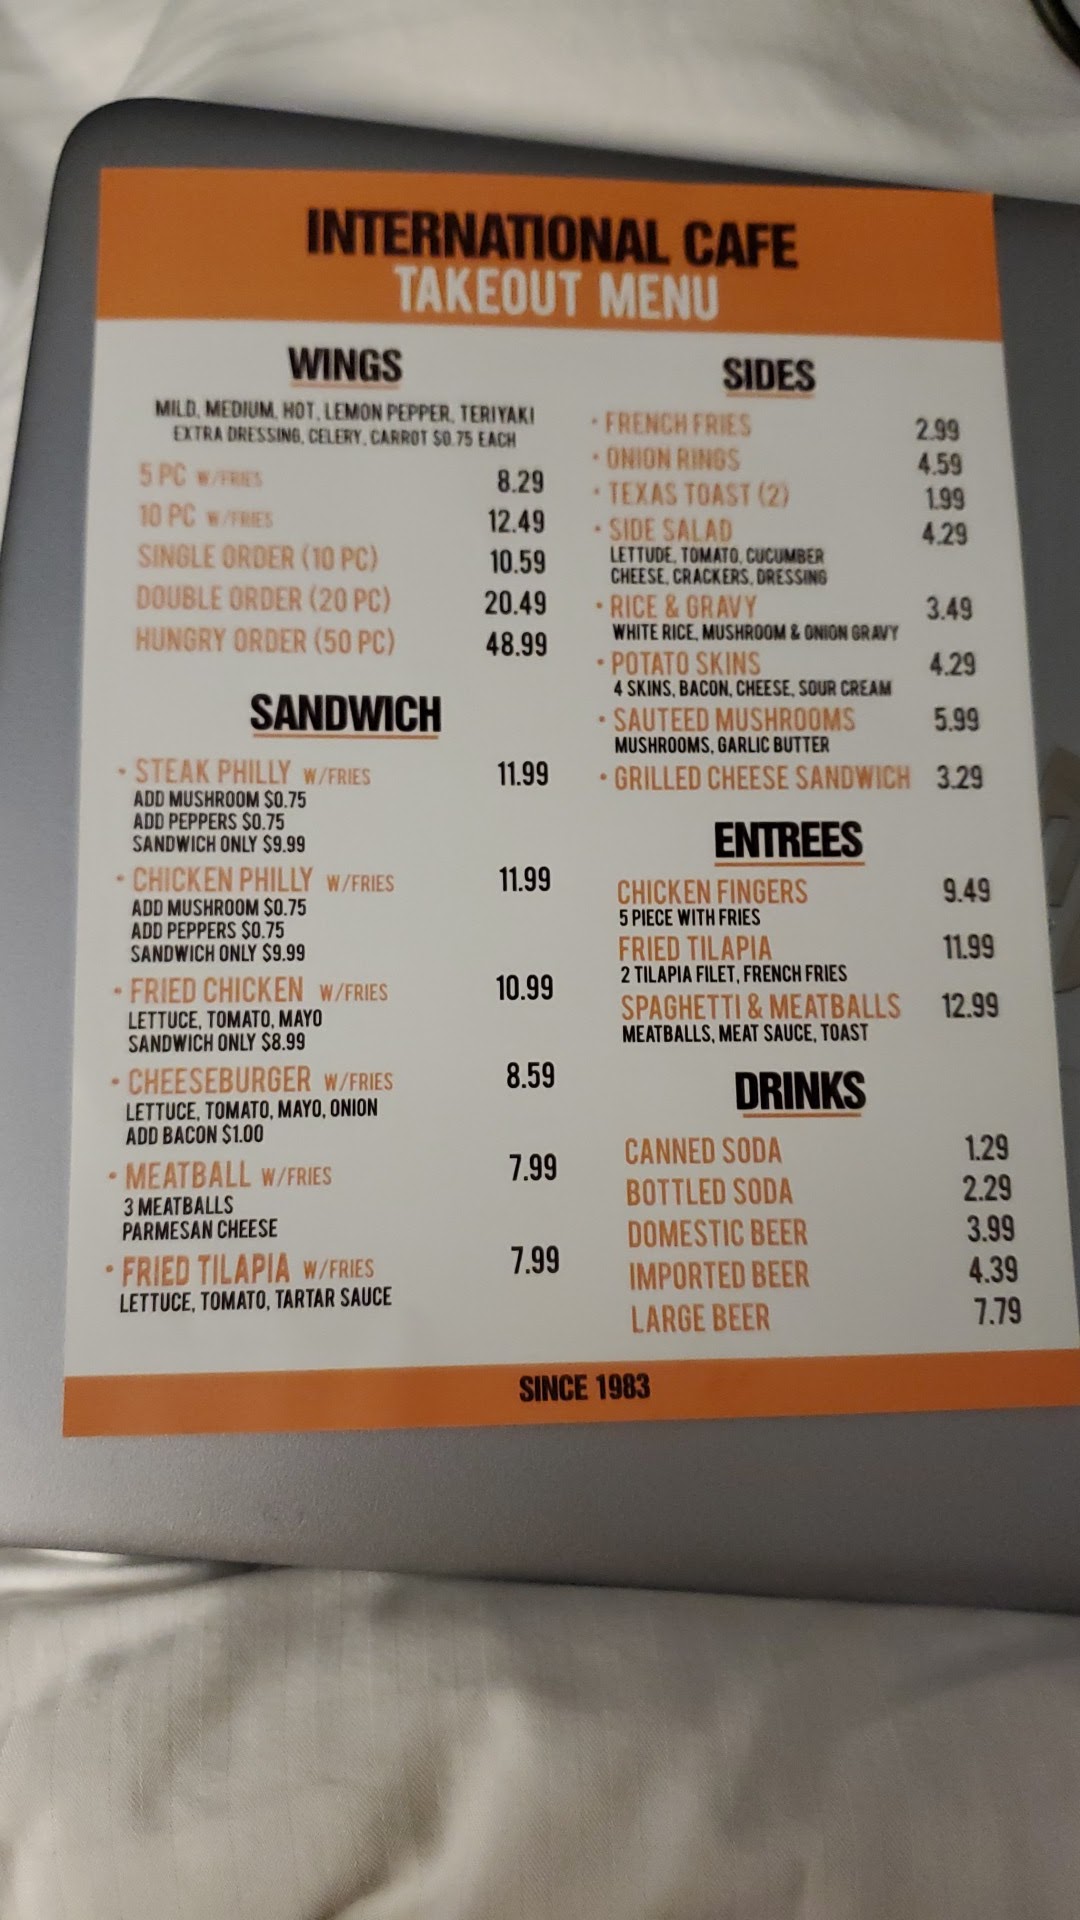 INTERNATIONAL CAFE
TAKEOUT MENU
WINGS
MILD, MEDIUM, HOT, LEMON PEPPER, TERIYAKI
EXTRA DRESSING, CELERY, CARROT $0.75 EACH
5 PC W/FRIES 8.29
10 PC W/FRIES 12.49
SINGLE ORDER (10 PC) 10.59
DOUBLE ORDER (20 PC) 20.49
HUNGRY ORDER (50 PC) 48.99
SANDWICH
• STEAK PHILLY W/FRIES 11.99
ADD MUSHROOM $0.75
ADD PEPPERS $0.75
SANDWICH ONLY $9.99
• CHICKEN PHILLY W/FRIES 11.99
ADD MUSHROOM $0.75
ADD PEPPERS $0.75
SANDWICH ONLY $9.99
• FRIED CHICKEN W/FRIES 10.99
LETTUCE, TOMATO, MAYO
SANDWICH ONLY $8.99
• CHEESEBURGER W/FRIES 8.59
LETTUCE, TOMATO, MAYO, ONION
ADD BACON $1.00
• MEATBALL W/FRIES 7.99
3 MEATBALLS
PARMESAN CHEESE
• FRIED TILAPIA W/FRIES 7.99
LETTUCE, TOMATO, TARTAR SAUCE
SIDES
• FRENCH FRIES 2.99
• ONION RINGS 4.59
• TEXAS TOAST (2) 1.99
• SIDE SALAD 4.29
LETTUDE, TOMATO, CUCUMBER
CHEESE, CRACKERS, DRESSING
• RICE & GRAVY 3.49
WHITE RICE, MUSHROOM & ONION GRAVY
• POTATO SKINS 4.29
4 SKINS, BACON, CHEESE, SOUR CREAM
• SAUTEED MUSHROOMS 5.99
MUSHROOMS, GARLIC BUTTER
• GRILLED CHEESE SANDWICH 3.29
ENTREES
CHICKEN FINGERS 9.49
5 PIECE WITH FRIES
FRIED TILAPIA 11.99
2 TILAPIA FILET, FRENCH FRIES
SPAGHETTI & MEATBALLS 12.99
MEATBALLS, MEAT SAUCE, TOAST
DRINKS
CANNED SODA 1.29
BOTTLED SODA 2.29
DOMESTIC BEER 3.99
IMPORTED BEER 4.39
LARGE BEER 7.79
SINCE 1983